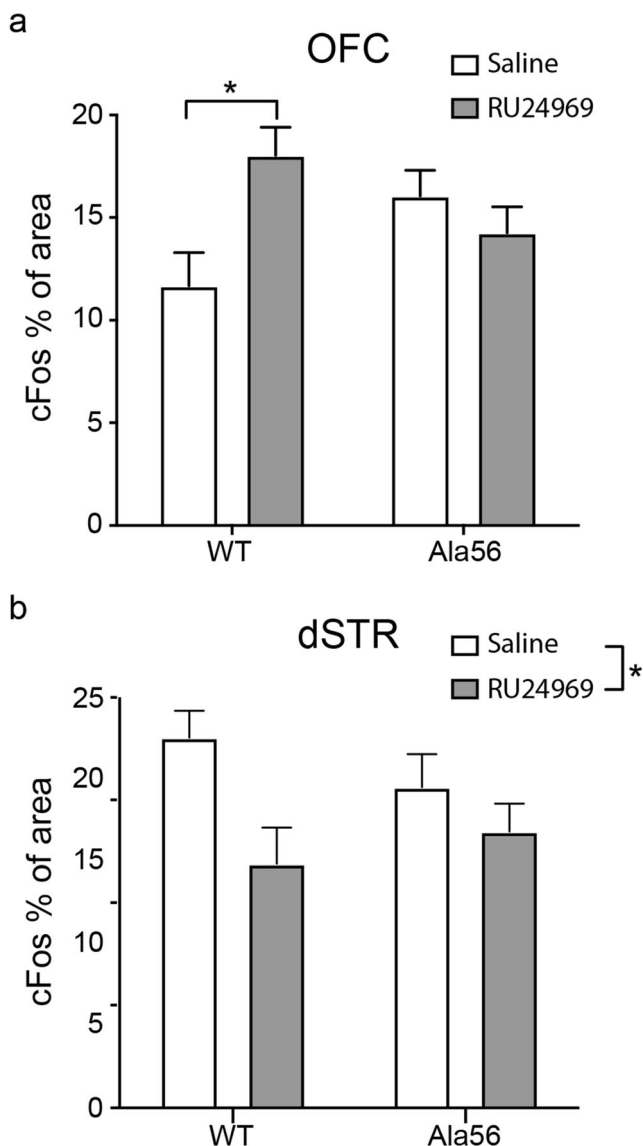 a
OFC
Saline
RU24969
*
20
15
10
5
0
cFos % of area
WT Ala56
b
dSTR
Saline
RU24969
*
25
20
15
10
5
0
cFos % of area
WT Ala56